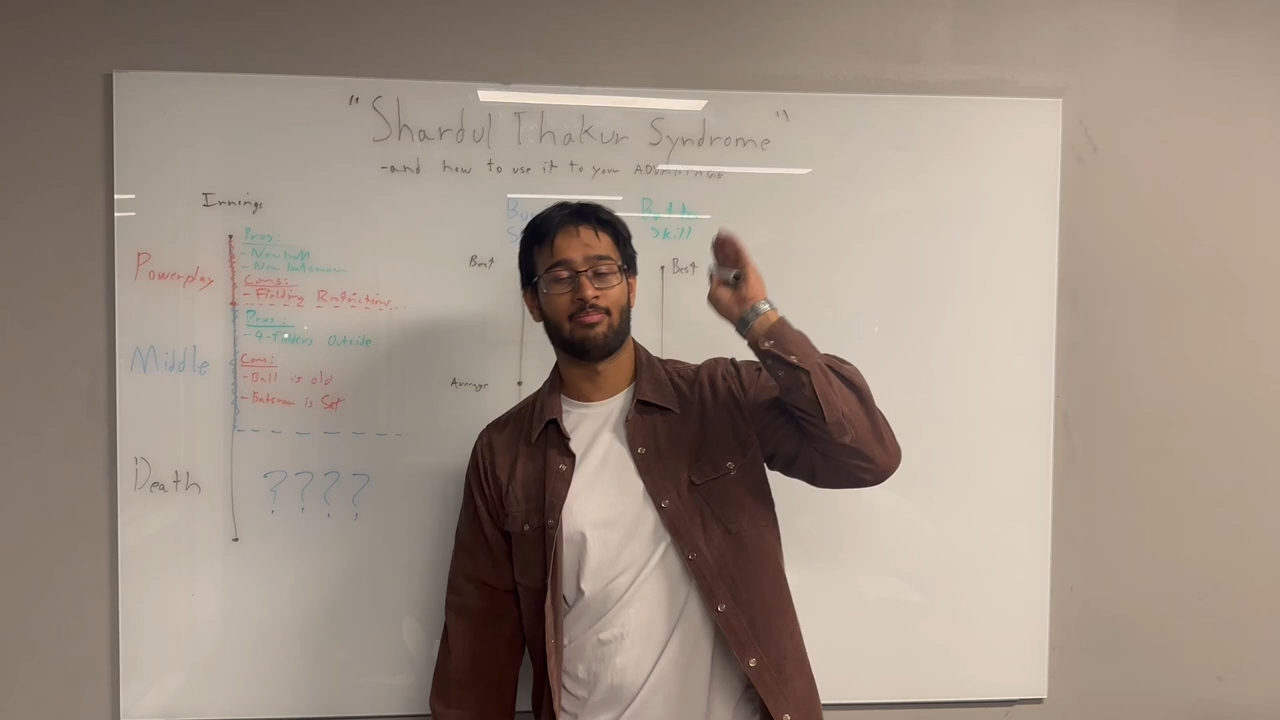 "Shardul Thakur Syndrome"
-and how to use it to your ADVANTAGE
Innings
Powerplay
Pros:
- New ball
- New batsman
Cons:
- Fielding Restrictions
Middle
Pros:
- 4-fielders Outside
Cons:
- Ball is old
- Batsman is Set
Death
????
Best
Average
Skill
Best